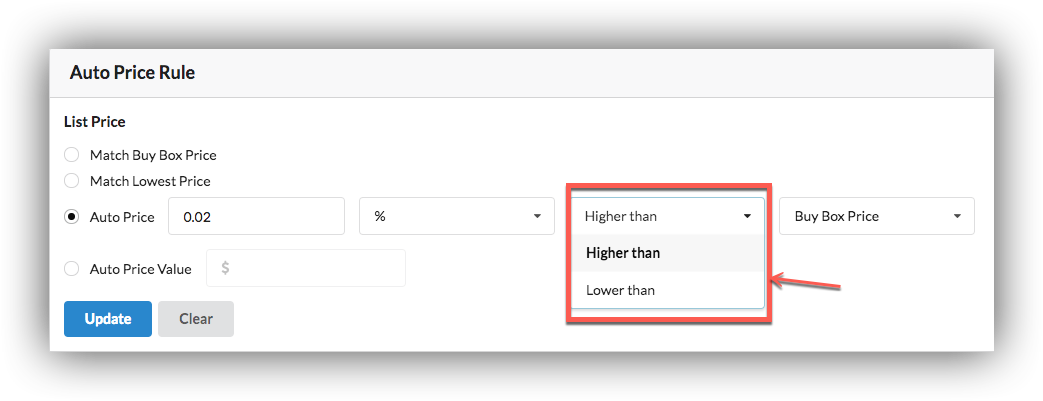 Auto Price Rule
List Price
Match Buy Box Price
Match Lowest Price
Auto Price 0.02 % Higher than Buy Box Price
Higher than
Lower than
Auto Price Value $
Update Clear